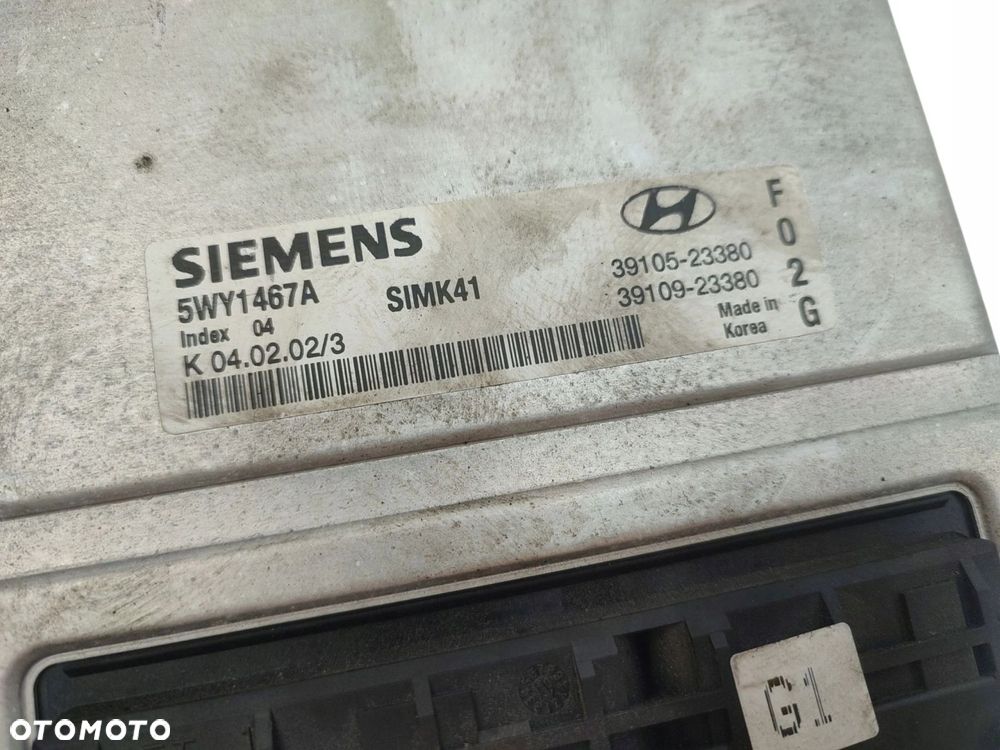 SIEMENS
5WY1467A SIMK41
Index 04
K 04.02.02/3
39105-23380
39109-23380
Made in
Korea
F
0
2
G
G1
OTOMOTO